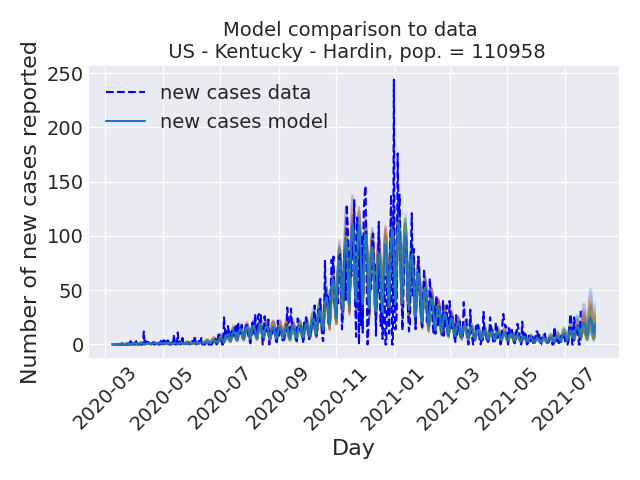 Model comparison to data
US - Kentucky - Hardin, pop. = 110958
Number of new cases reported
250
200
150
100
50
0
new cases data
new cases model
2020-03
2020-05
2020-07
2020-09
2020-11
2021-01
2021-03
2021-05
2021-07
Day